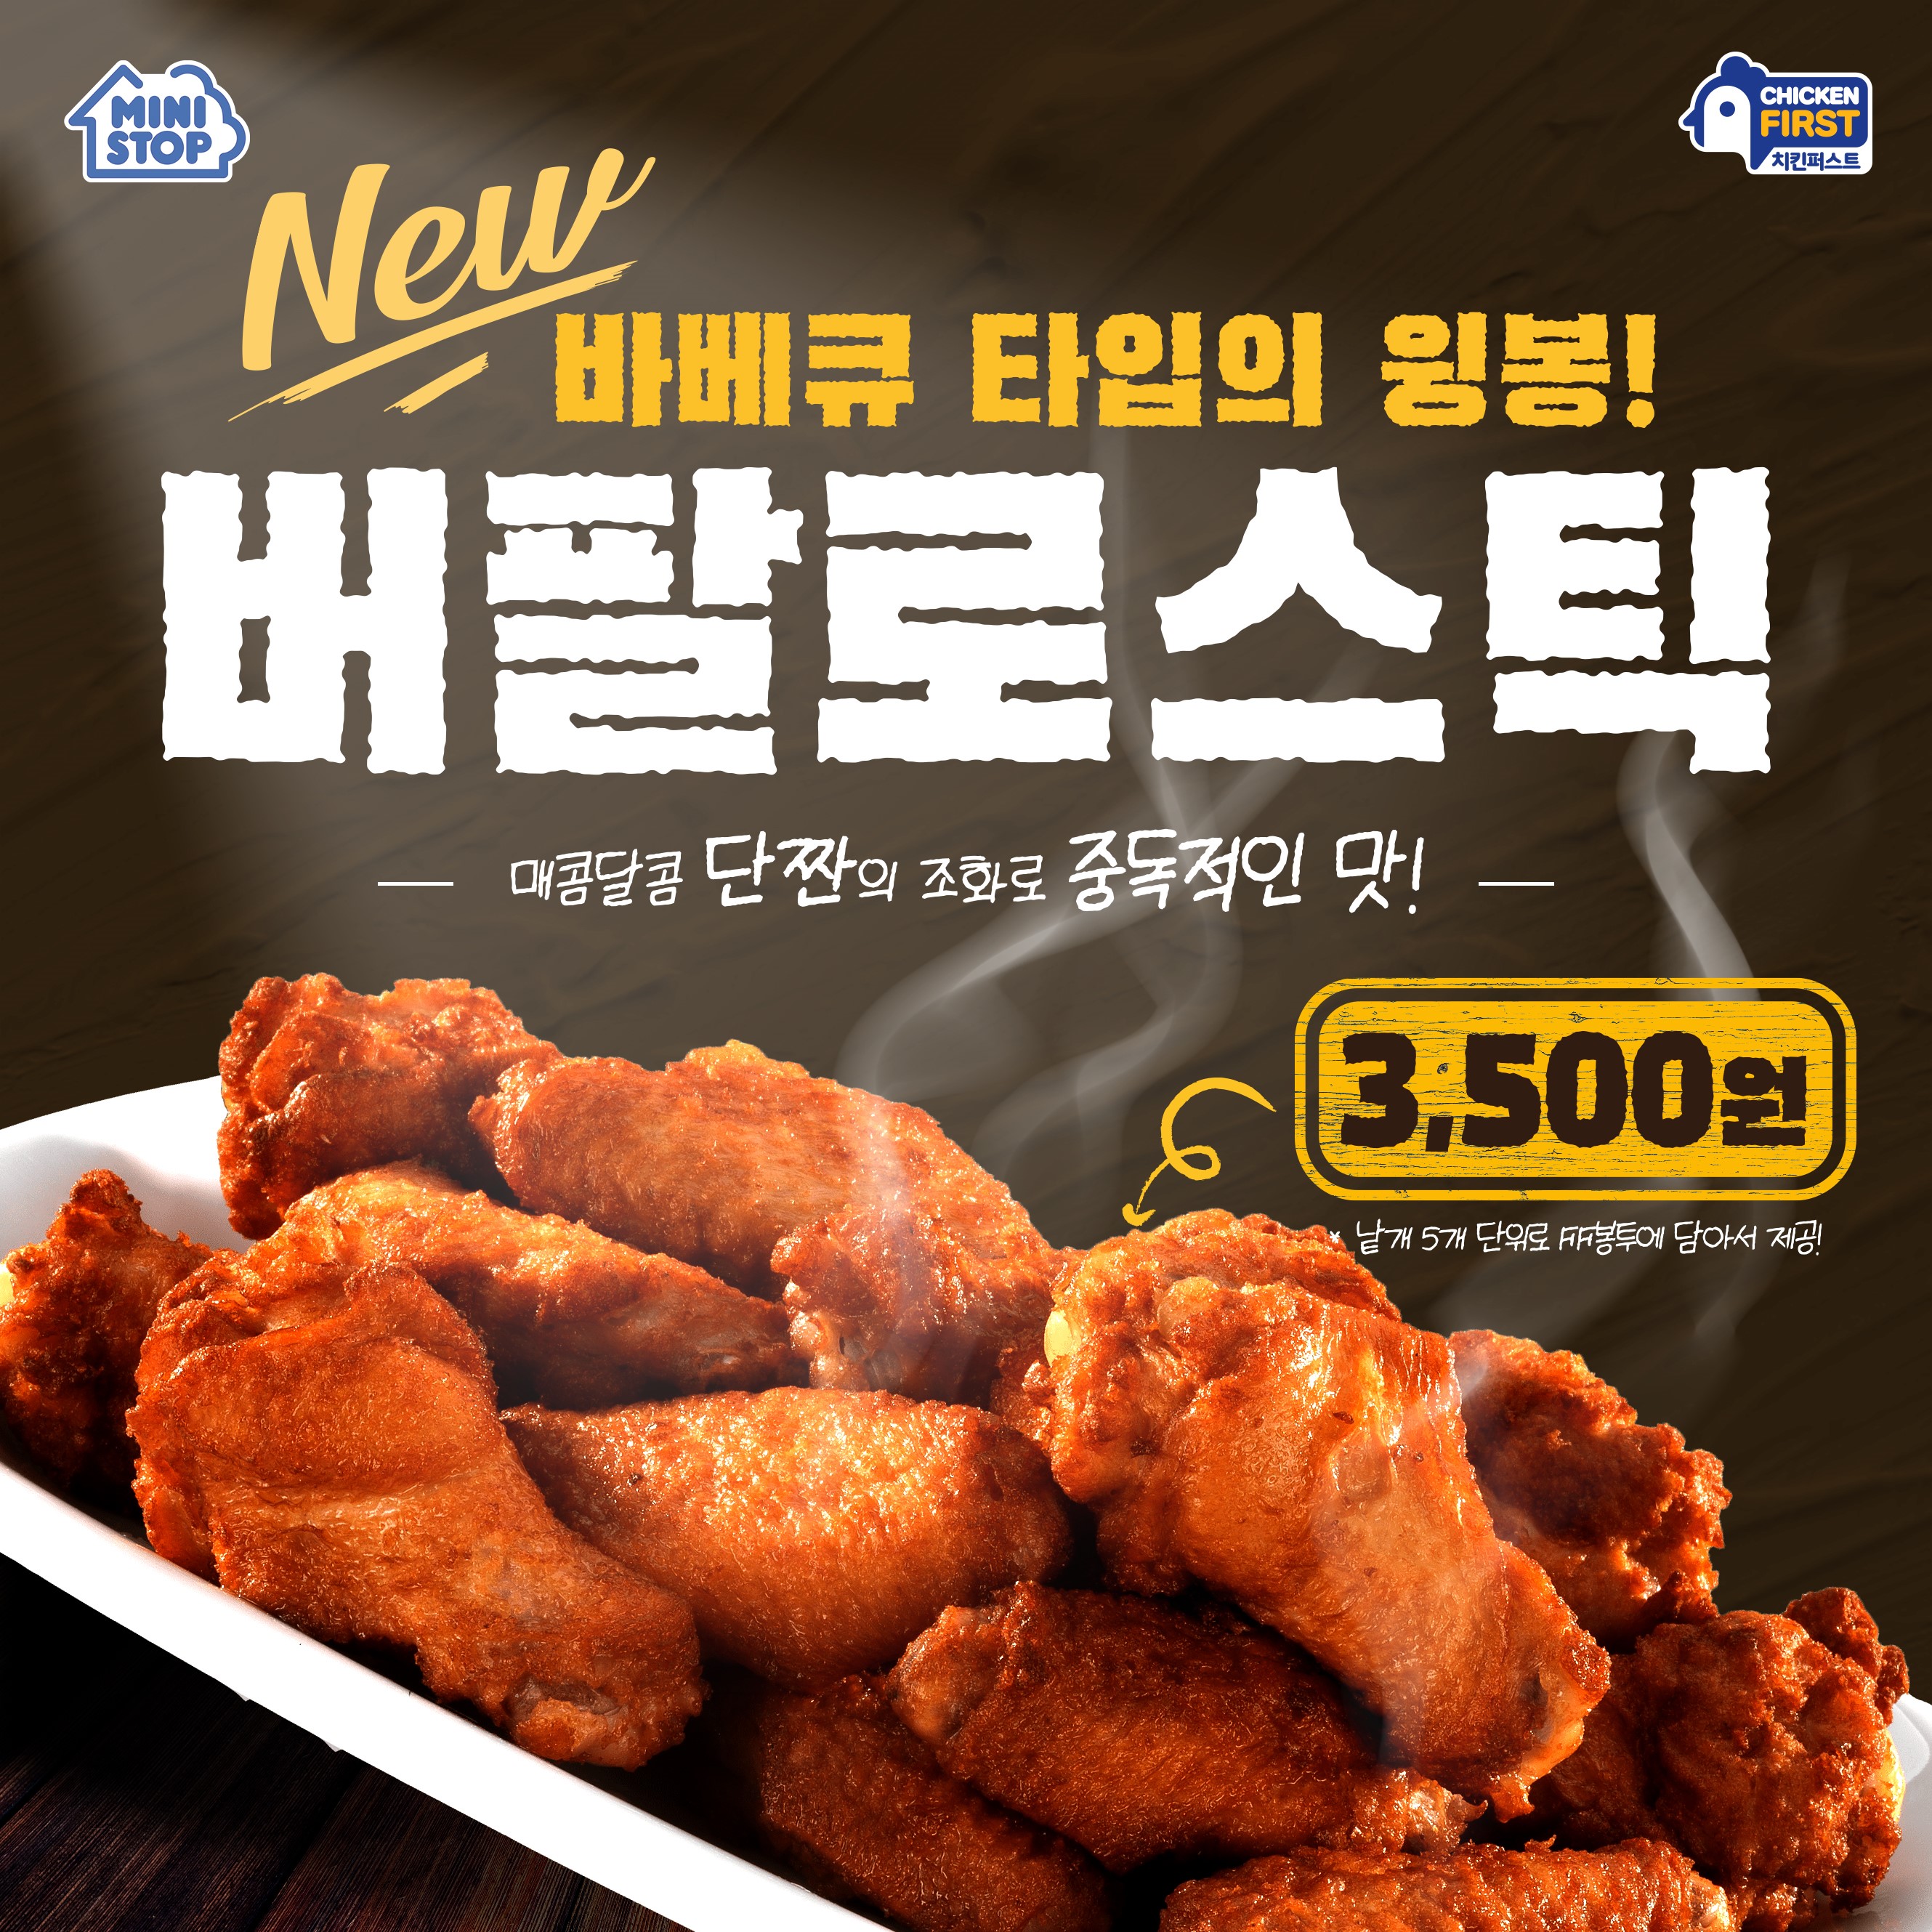 MINI
STOP
CHICKEN
FIRST
치킨퍼스트
New
바베큐 타입의 윙봉!
버팔로스틱
매콤달콤 단짠의 조화로 중독적인 맛!
3,500원
* 낱개 5개 단위로 FF봉투에 담아서 제공!